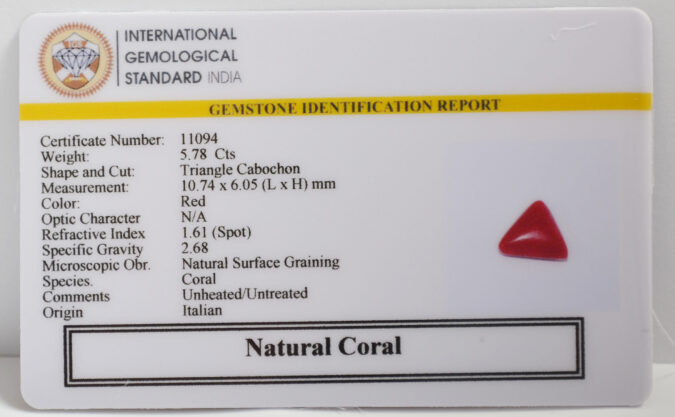 INTERNATIONAL
GEMOLOGICAL
STANDARD INDIA
GEMSTONE IDENTIFICATION REPORT
Certificate Number: 11094
Weight: 5.78 Cts
Shape and Cut: Triangle Cabochon
Measurement: 10.74 x 6.05 (L x H) mm
Color: Red
Optic Character N/A
Refractive Index 1.61 (Spot)
Specific Gravity 2.68
Microscopic Obr. Natural Surface Graining
Species. Coral
Comments Unheated/Untreated
Origin Italian
Natural Coral